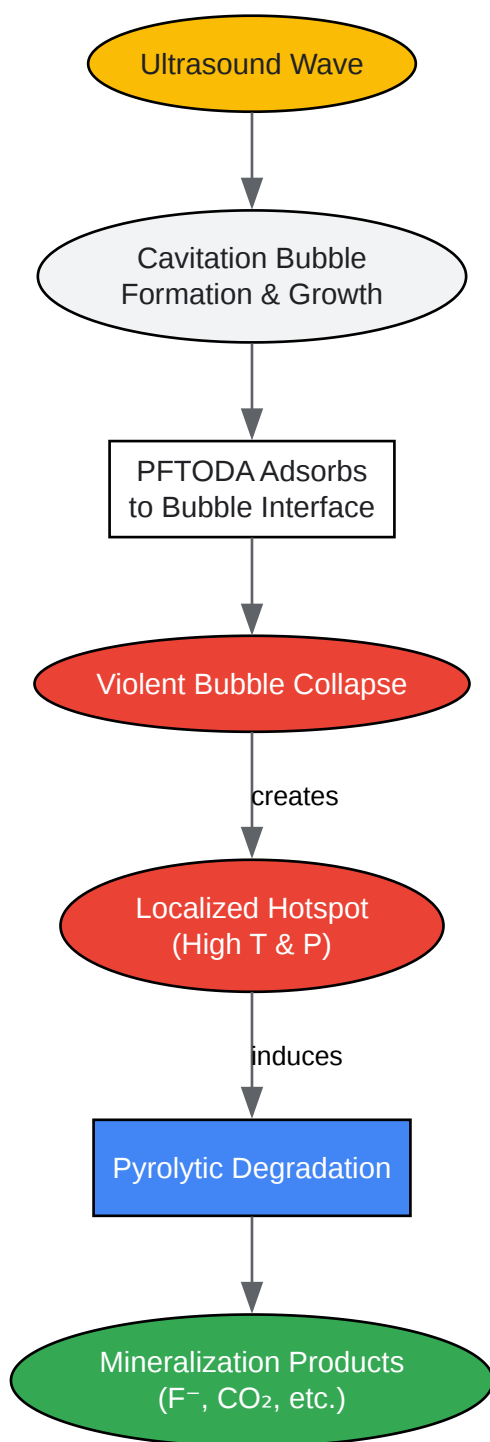 Ultrasound Wave
Cavitation Bubble
Formation & Growth
PFTODA Adsorbs
to Bubble Interface
Violent Bubble Collapse
creates
Localized Hotspot
(High T & P)
induces
Pyrolytic Degradation
Mineralization Products
(F⁻, CO₂, etc.)